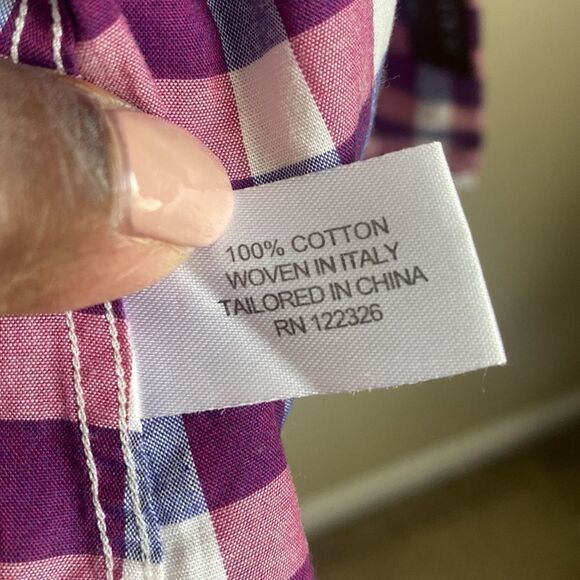 100% COTTON
WOVEN IN ITALY
TAILORED IN CHINA
RN 122326